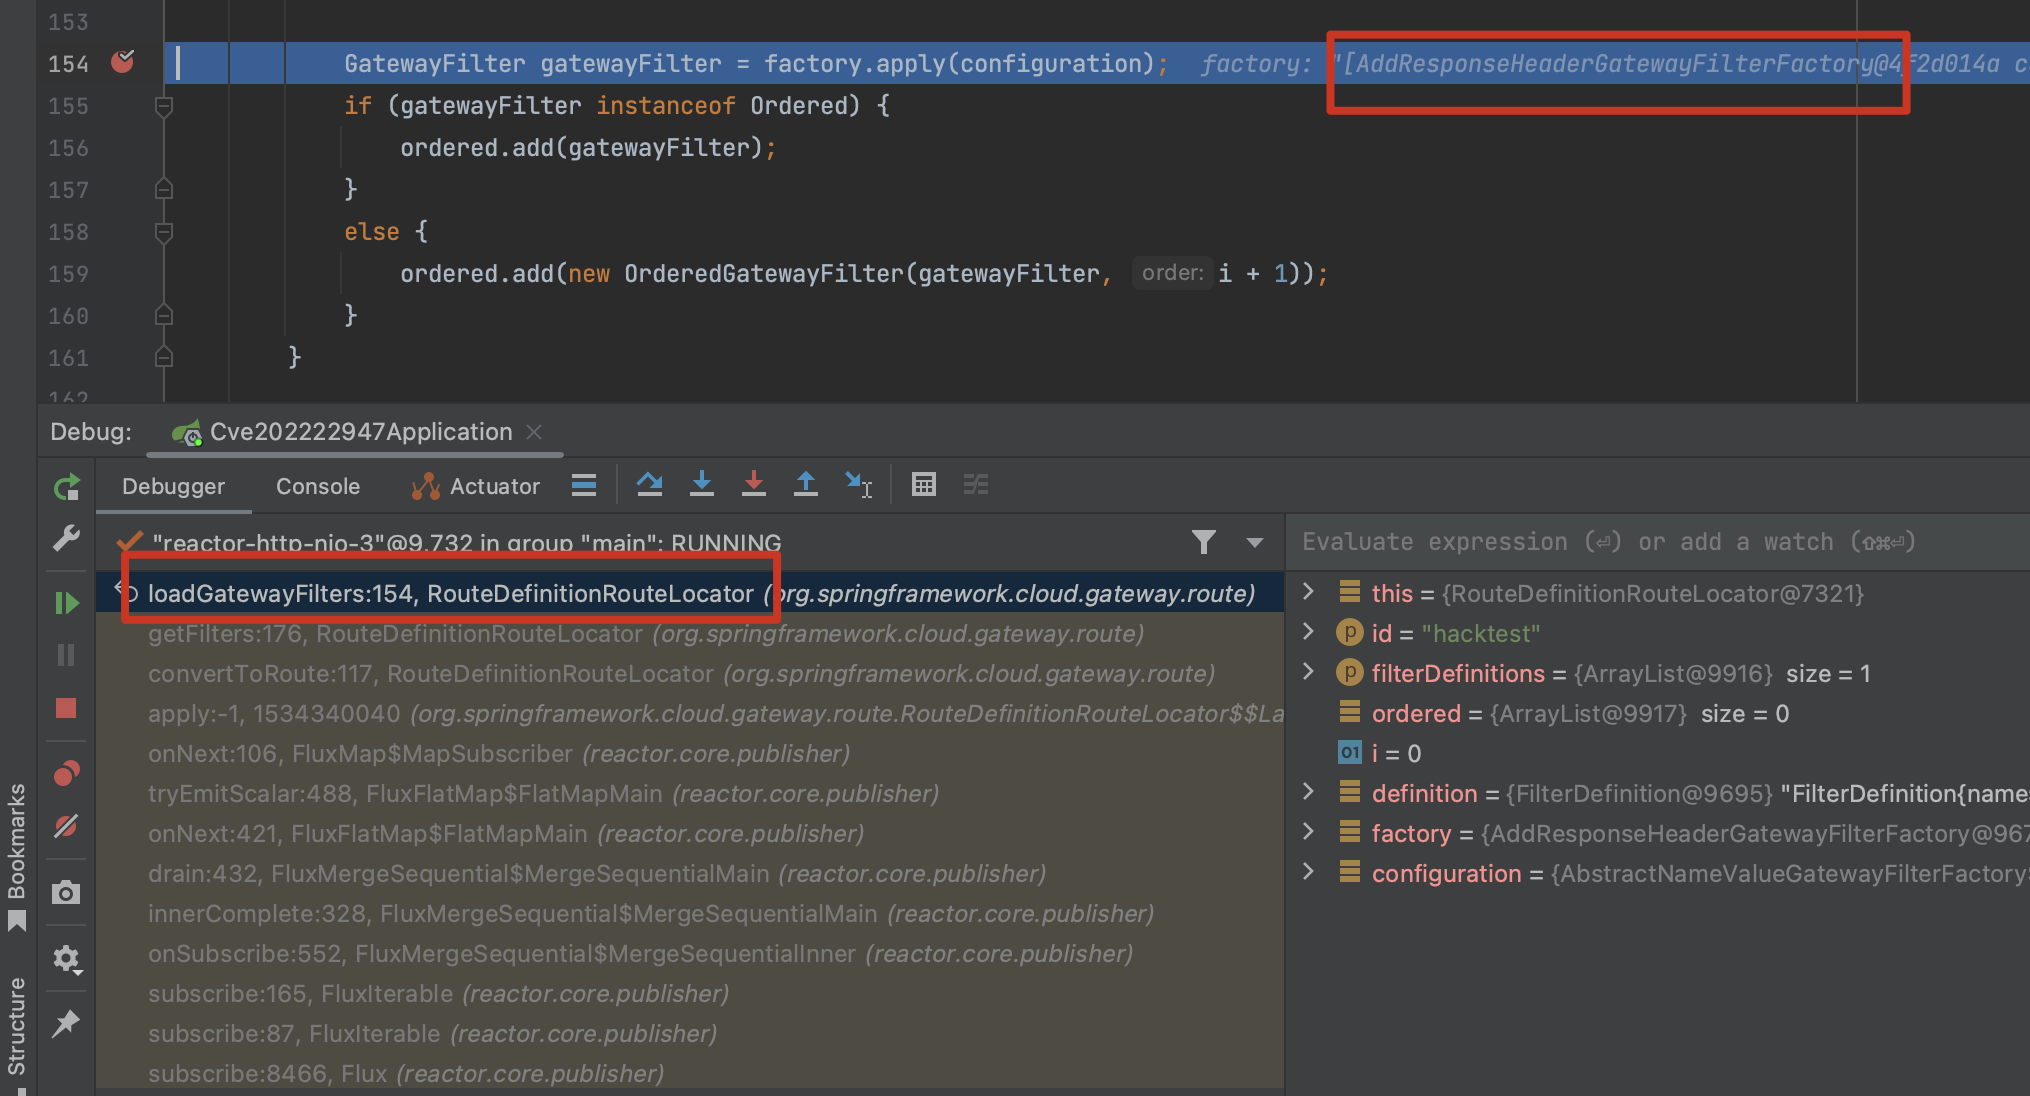 153
154 GatewayFilter gatewayFilter = factory.apply(configuration); factory: "[AddResponseHeaderGatewayFilterFactory@4f2d014a c
155 if (gatewayFilter instanceof Ordered) {
156 ordered.add(gatewayFilter);
157 }
158 else {
159 ordered.add(new OrderedGatewayFilter(gatewayFilter, order: i + 1));
160 }
161 }
162
Debug: Cve202222947Application
Debugger Console Actuator
"reactor-http-nio-3"@9,732 in group "main": RUNNING
Evaluate expression (⏎) or add a watch (⇧⌘⏎)
loadGatewayFilters:154, RouteDefinitionRouteLocator (org.springframework.cloud.gateway.route)
getFilters:176, RouteDefinitionRouteLocator (org.springframework.cloud.gateway.route)
convertToRoute:117, RouteDefinitionRouteLocator (org.springframework.cloud.gateway.route)
apply:-1, 1534340040 (org.springframework.cloud.gateway.route.RouteDefinitionRouteLocator$$La
onNext:106, FluxMap$MapSubscriber (reactor.core.publisher)
tryEmitScalar:488, FluxFlatMap$FlatMapMain (reactor.core.publisher)
onNext:421, FluxFlatMap$FlatMapMain (reactor.core.publisher)
drain:432, FluxMergeSequential$MergeSequentialMain (reactor.core.publisher)
innerComplete:328, FluxMergeSequential$MergeSequentialMain (reactor.core.publisher)
onSubscribe:552, FluxMergeSequential$MergeSequentialInner (reactor.core.publisher)
subscribe:165, FluxIterable (reactor.core.publisher)
subscribe:87, FluxIterable (reactor.core.publisher)
subscribe:8466, Flux (reactor.core.publisher)
this = {RouteDefinitionRouteLocator@7321}
p id = "hacktest"
p filterDefinitions = {ArrayList@9916} size = 1
ordered = {ArrayList@9917} size = 0
01 i = 0
definition = {FilterDefinition@9695} "FilterDefinition{name=
factory = {AddResponseHeaderGatewayFilterFactory@967
configuration = {AbstractNameValueGatewayFilterFactory
Bookmarks
Structure